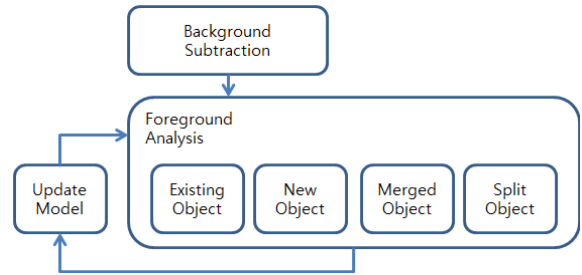 Background
Subtraction
Foreground
Analysis
Update
Model
Existing
Object
New
Object
Merged
Object
Split
Object